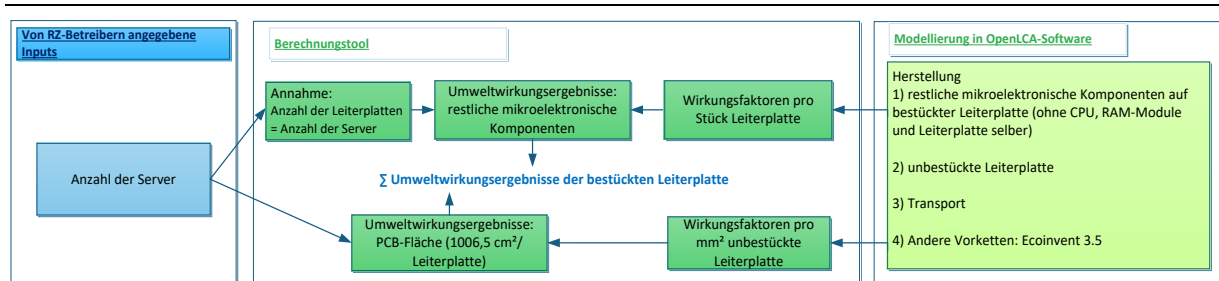 Von RZ-Betreibern angegebene
Inputs
Anzahl der Server
Berechnungstool
Annahme:
Anzahl der Leiterplatten
= Anzahl der Server
Umweltwirkungsergebnisse:
restliche mikroelektronische
Komponenten
Wirkungsfaktoren pro
Stück Leiterplatte
∑ Umweltwirkungsergebnisse der bestückten Leiterplatte
Umweltwirkungsergebnisse:
PCB-Fläche (1006,5 cm²/
Leiterplatte)
Wirkungsfaktoren pro
mm² unbestückte
Leiterplatte
Modellierung in OpenLCA-Software
Herstellung
1) restliche mikroelektronische Komponenten auf
bestückter Leiterplatte (ohne CPU, RAM-Module
und Leiterplatte selber)
2) unbestückte Leiterplatte
3) Transport
4) Andere Vorketten: Ecoinvent 3.5